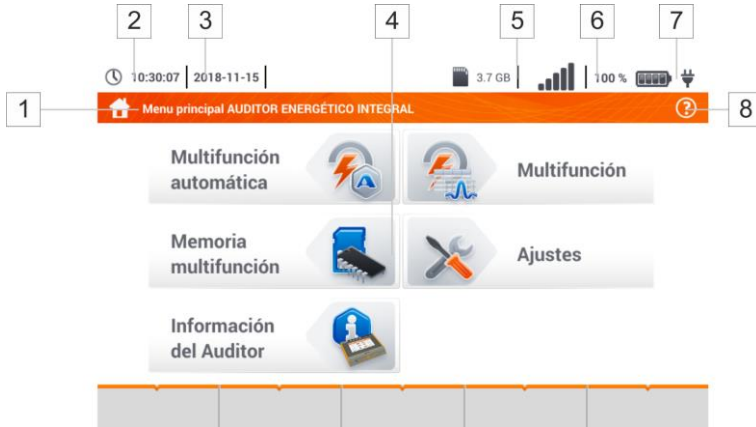 2 3 4 5 6 7
10:30:07 2018-11-15 3.7 GB 100 %
1 Menu principal AUDITOR ENERGÉTICO INTEGRAL ? 8
Multifunción
automática
Multifunción
Memoria
multifunción
Ajustes
Información
del Auditor